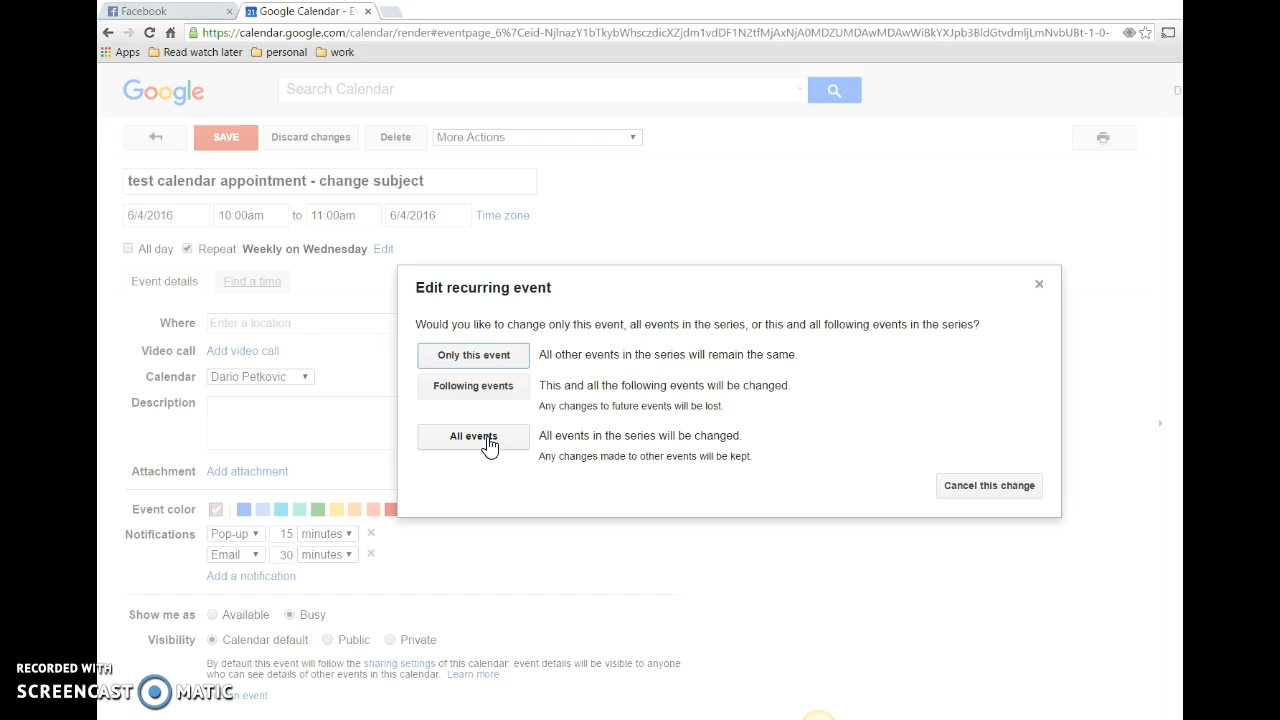 Facebook
Google Calendar - E
https://calendar.google.com/calendar/render#eventpage_6%7Ceid-NjlnazY1bTkybWhsczdicXZjdm1vdDF1N2tfMjAxNjA0MDZUMDAwMDAwWiBkYXJpb3BldGtvdmljLmNvbUBt-1-0-
Apps Read watch later personal work
Google
Search Calendar
SAVE Discard changes Delete More Actions
test calendar appointment - change subject
6/4/2016 10:00am to 11:00am 6/4/2016 Time zone
All day Repeat: Weekly on Wednesday Edit
Event details Find a time
Where Enter a location
Video call Add video call
Calendar Dario Petkovic
Description
Attachment Add attachment
Event color
Notifications Pop-up 15 minutes
Email 30 minutes
Add a notification
Show me as Available Busy
Visibility Calendar default Public Private
By default this event will follow the sharing settings of this calendar: event details will be visible to anyone
who can see details of other events in this calendar. Learn more
event
Edit recurring event
Would you like to change only this event, all events in the series, or this and all following events in the series?
Only this event All other events in the series will remain the same.
Following events This and all the following events will be changed.
Any changes to future events will be lost.
All events All events in the series will be changed.
Any changes made to other events will be kept.
Cancel this change
RECORDED WITH
SCREENCAST MATIC